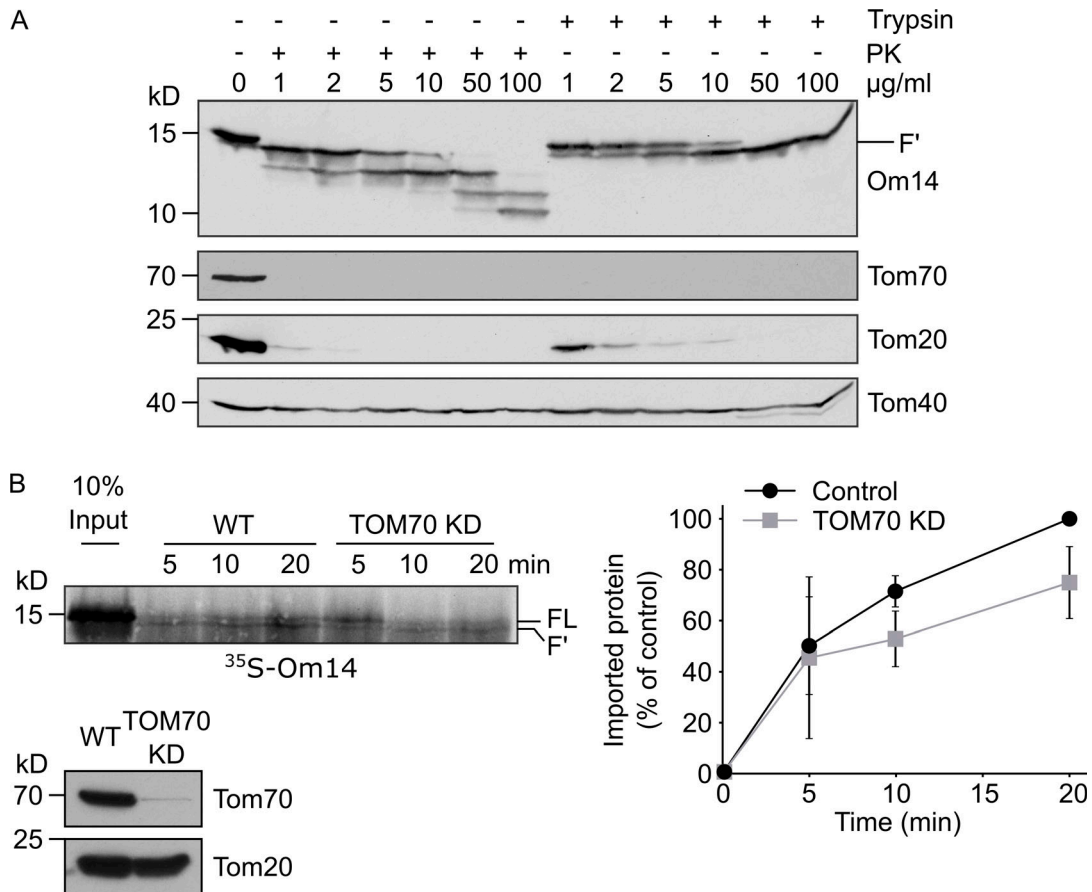 A
- - - - - - - + + + + + + Trypsin
- + + + + + + - - - - - - PK
0 1 2 5 10 50 100 1 2 5 10 50 100 µg/ml
kD
15
F'
Om14
10
70
Tom70
25
Tom20
40
Tom40
B
10%
Input
WT
TOM70 KD
5 10 20 5 10 20 min
kD
15
FL
F'
³⁵S-Om14
WT
TOM70
KD
kD
70
Tom70
25
Tom20
Control
TOM70 KD
100
80
60
40
20
0
Imported protein
(% of control)
0 5 10 15 20
Time (min)